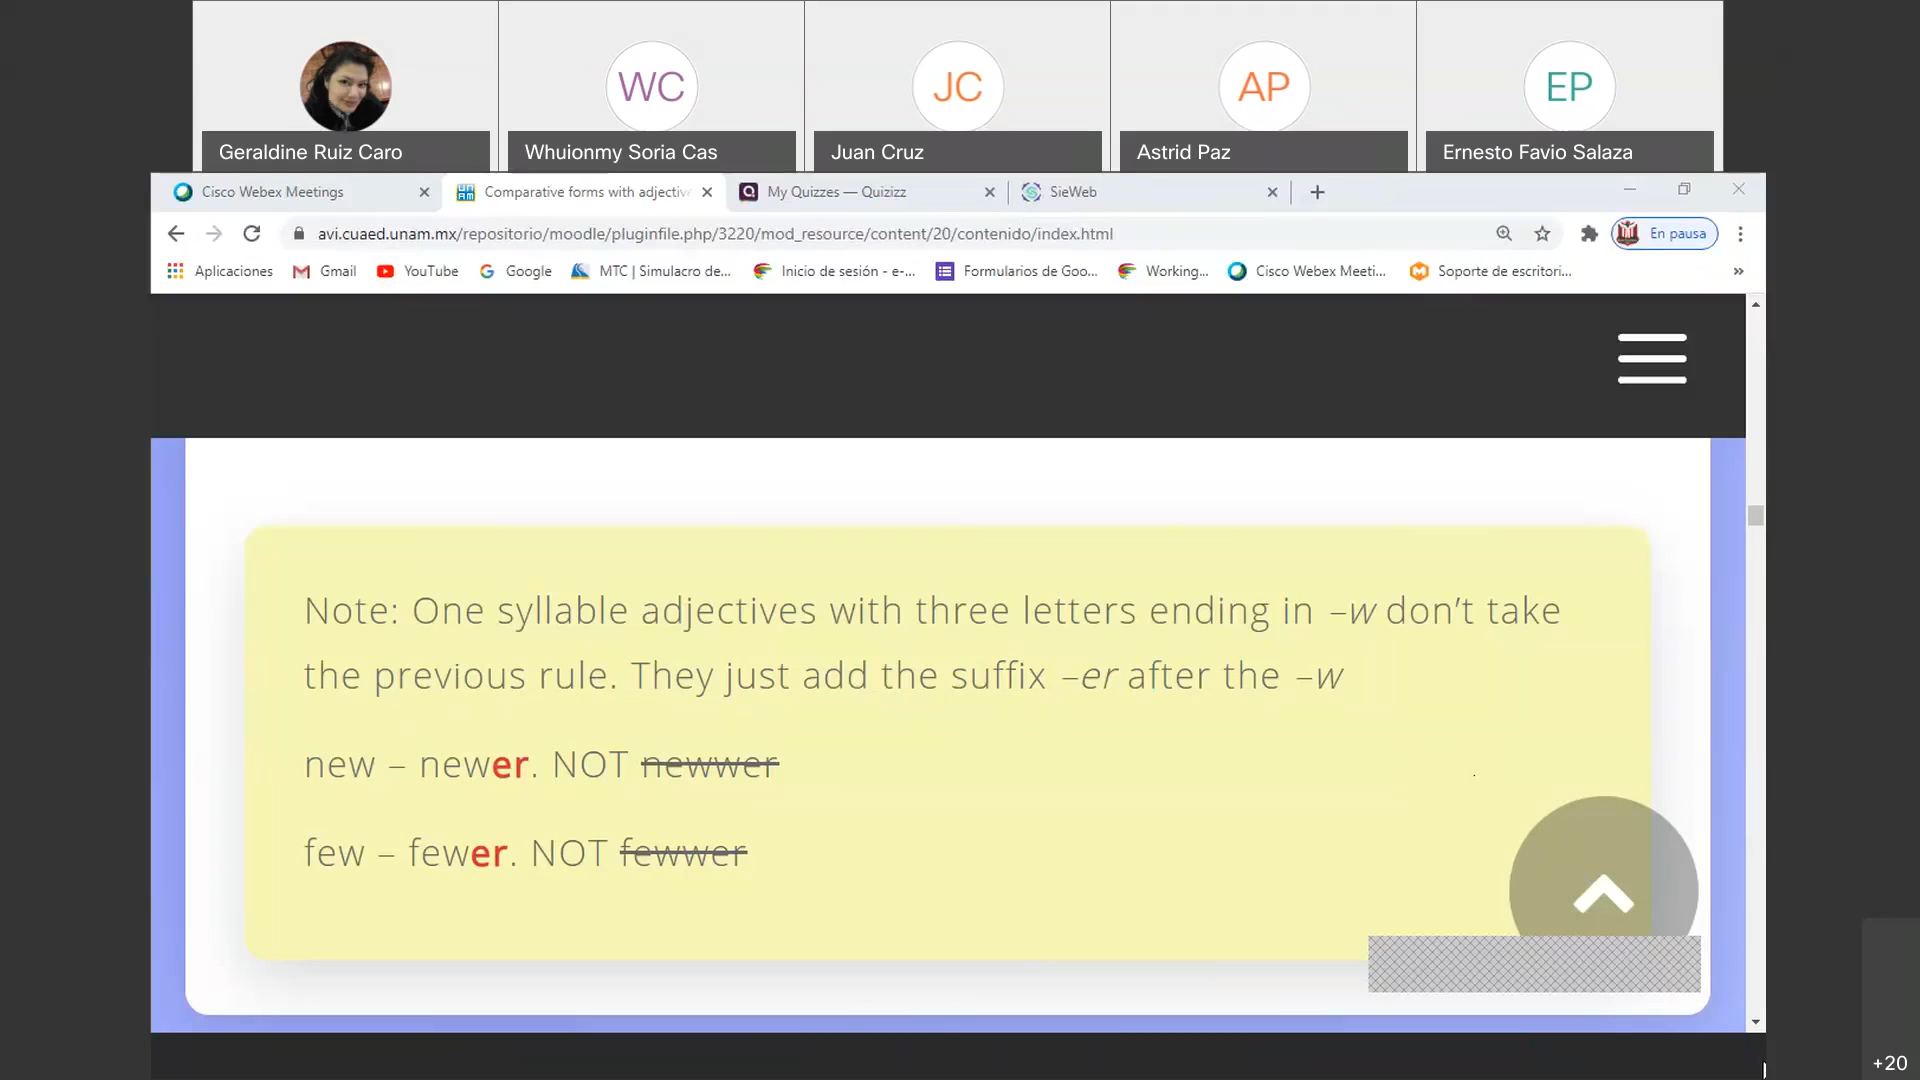 WC
JC
AP
EP
Geraldine Ruiz Caro
Whuionmy Soria Cas
Juan Cruz
Astrid Paz
Ernesto Favio Salaza
Cisco Webex Meetings
Comparative forms with adjectiv
My Quizzes — Quizizz
SieWeb
avi.cuaed.unam.mx/repositorio/moodle/pluginfile.php/3220/mod_resource/content/20/contenido/index.html
En pausa
Aplicaciones
Gmail
YouTube
Google
MTC | Simulacro de...
Inicio de sesión - e-...
Formularios de Goo...
Working...
Cisco Webex Meeti...
Soporte de escritori...
»
Note: One syllable adjectives with three letters ending in –w don’t take
the previous rule. They just add the suffix –er after the –w
new – newer. NOT newwer
few – fewer. NOT fewwer
+20